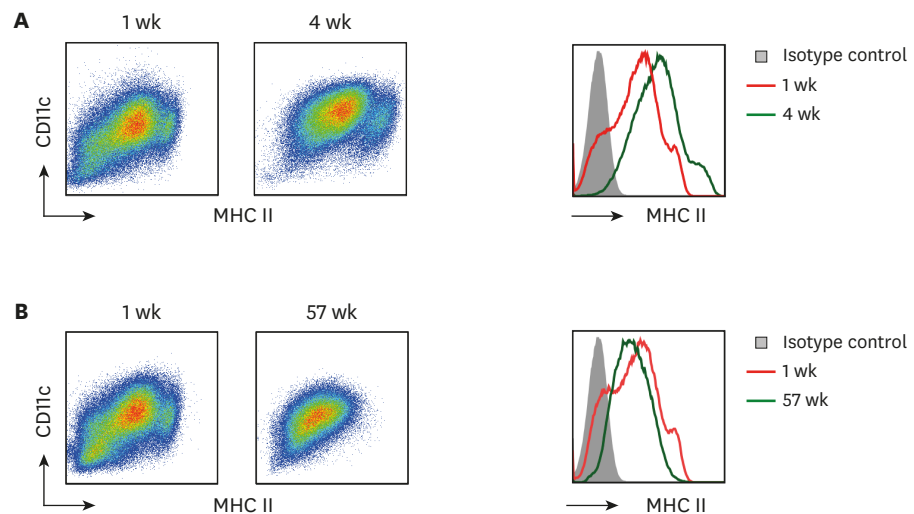 A
1 wk
4 wk
CD11c
MHC II
MHC II
Isotype control
1 wk
4 wk
B
1 wk
57 wk
CD11c
MHC II
MHC II
Isotype control
1 wk
57 wk